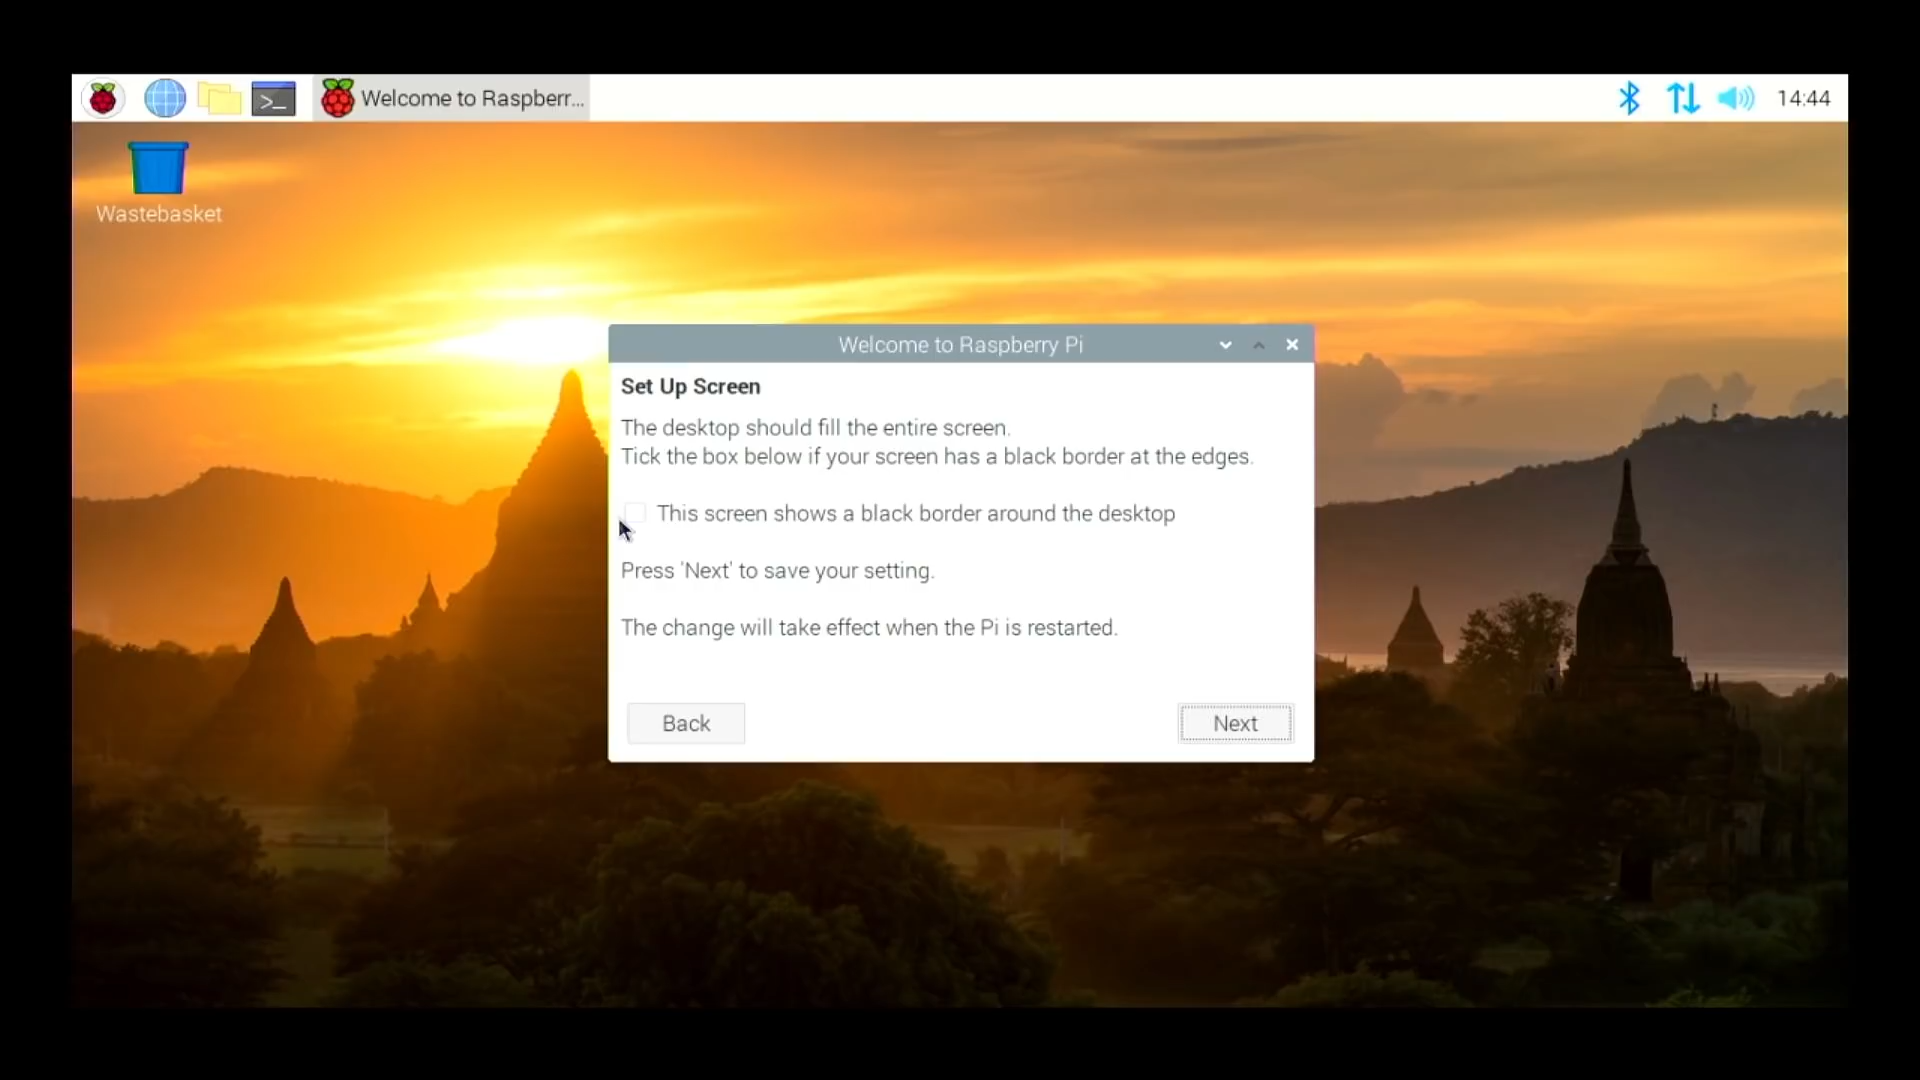 >_
Welcome to Raspberr...
14:44
Wastebasket
Welcome to Raspberry Pi
Set Up Screen
The desktop should fill the entire screen.
Tick the box below if your screen has a black border at the edges.
This screen shows a black border around the desktop
Press 'Next' to save your setting.
The change will take effect when the Pi is restarted.
Back
Next